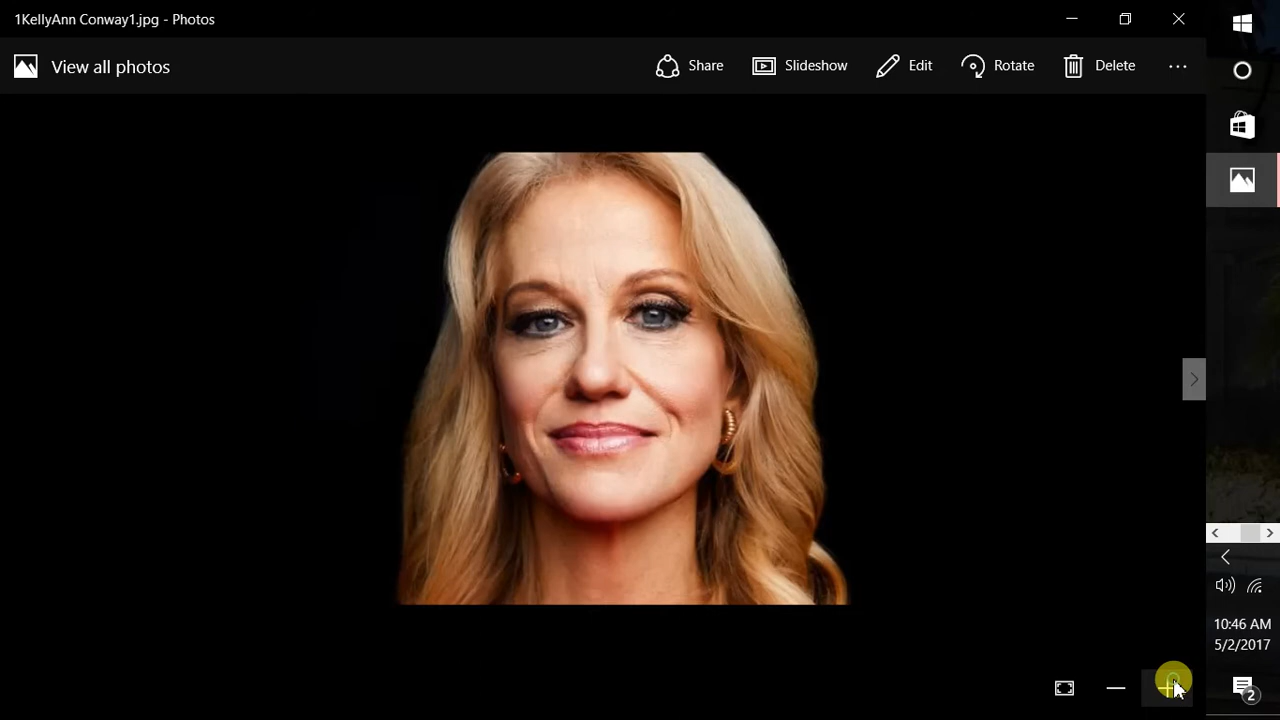 1KellyAnn Conway1.jpg - Photos
View all photos
Share
Slideshow
Edit
Rotate
Delete
10:46 AM
5/2/2017
2